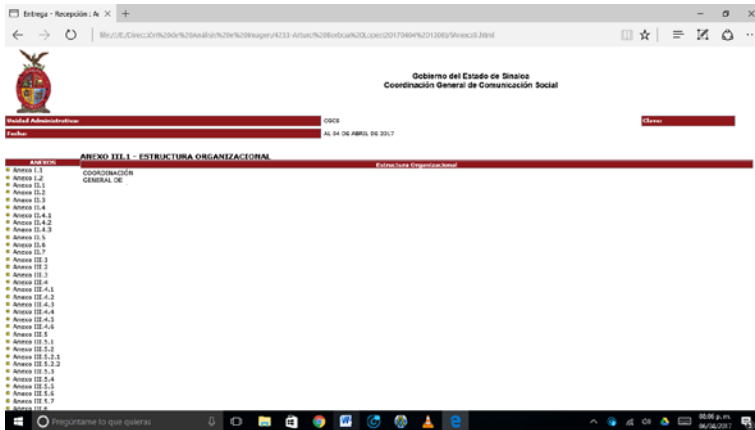 Entrega - Recepción : A
Gobierno del Estado de Sinaloa
Coordinación General de Comunicación Social
Unidad Administrativa:
CGCS
Clave:
Fecha:
AL 04 DE ABRIL DE 2017
ANEXO III.1 - ESTRUCTURA ORGANIZACIONAL
ANEXOS
Estructura Organizacional
COORDINACIÓN
GENERAL DE
Anexo I.1
Anexo I.2
Anexo II.1
Anexo II.2
Anexo II.3
Anexo II.4
Anexo II.4.1
Anexo II.4.2
Anexo II.4.3
Anexo II.5
Anexo II.6
Anexo II.7
Anexo III.1
Anexo III.2
Anexo III.3
Anexo III.4
Anexo III.4.1
Anexo III.4.2
Anexo III.4.3
Anexo III.4.4
Anexo III.4.5
Anexo III.4.6
Anexo III.5
Anexo III.5.1
Anexo III.5.2
Anexo III.5.2.1
Anexo III.5.2.2
Anexo III.5.3
Anexo III.5.4
Anexo III.5.5
Anexo III.5.6
Anexo III.5.7
Anexo III.6
Pregúntame lo que quieras
08:06 p. m.
06/04/2017